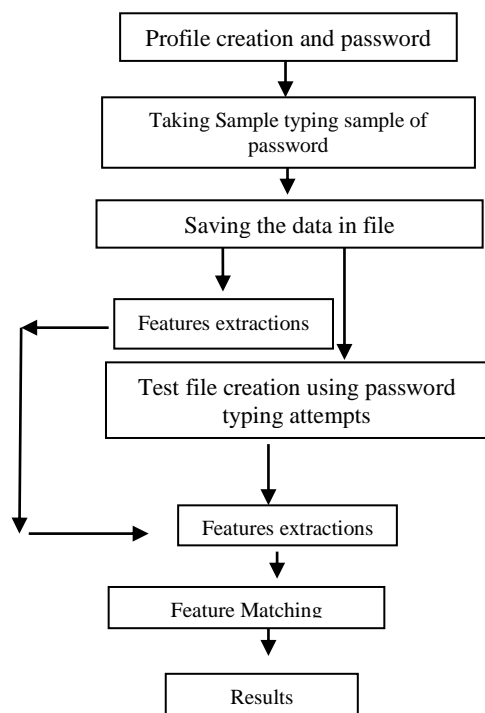 Profile creation and password
Taking Sample typing sample of
password
Saving the data in file
Features extractions
Test file creation using password
typing attempts
Features extractions
Feature Matching
Results